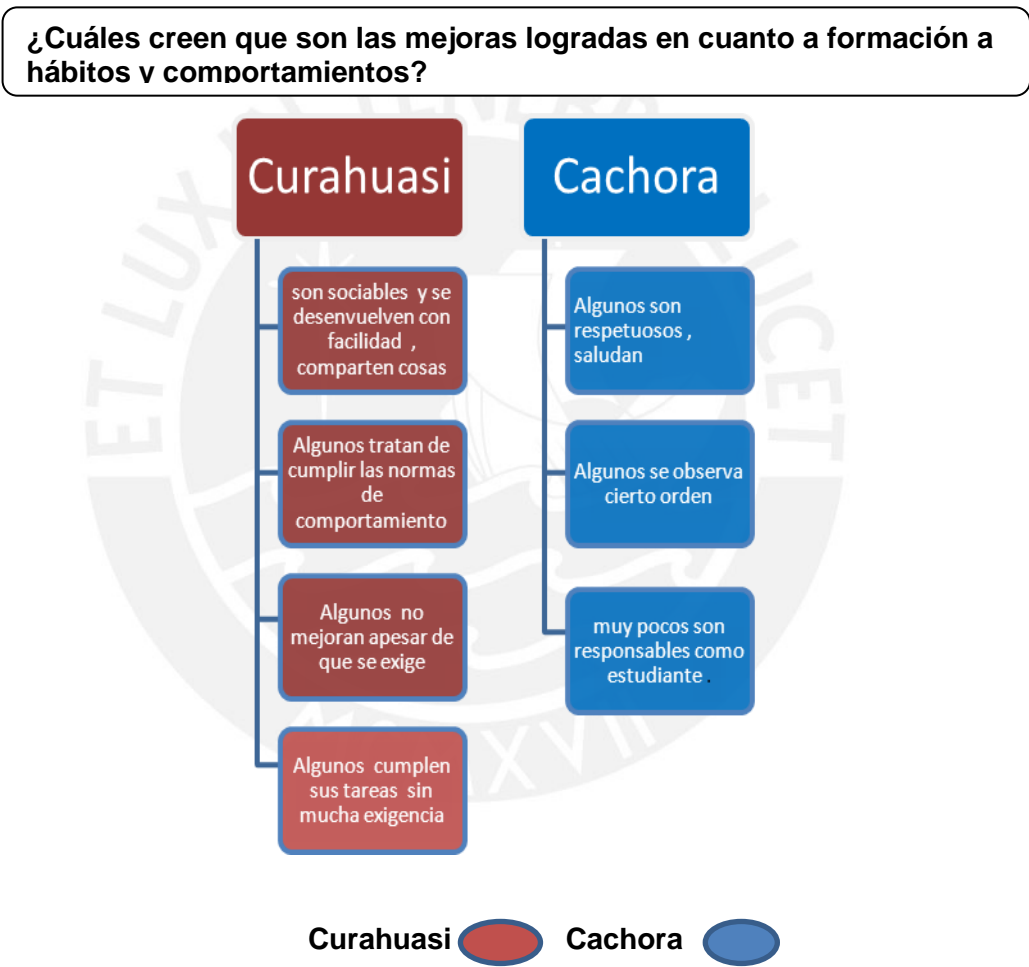 ¿Cuáles creen que son las mejoras logradas en cuanto a formación a
hábitos y comportamientos?
Curahuasi
son sociables y se
desenvuelven con
facilidad ,
comparten cosas
Algunos tratan de
cumplir las normas
de
comportamiento
Algunos no
mejoran apesar de
que se exige
Algunos cumplen
sus tareas sin
mucha exigencia
Cachora
Algunos son
respetuosos ,
saludan
Algunos se observa
cierto orden
muy pocos son
responsables como
estudiante .
Curahuasi
Cachora